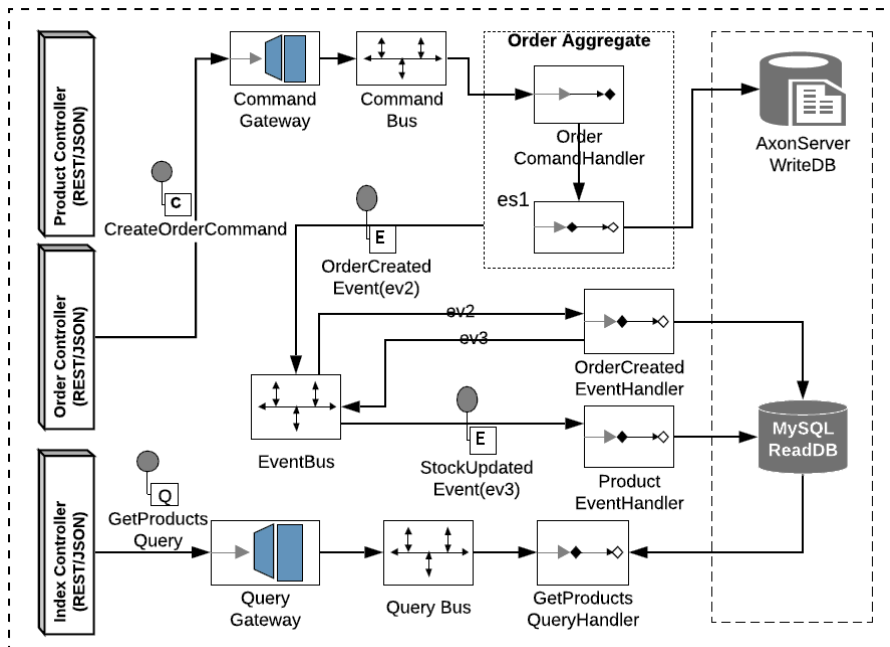 Product Controller
(REST/JSON)
Order Controller
(REST/JSON)
Index Controller
(REST/JSON)
Command
Gateway
Command
Bus
Order Aggregate
Order
ComandHandler
es1
AxonServer
WriteDB
C
CreateOrderCommand
E
OrderCreated
Event(ev2)
ev2
ev3
OrderCreated
EventHandler
EventBus
E
StockUpdated
Event(ev3)
Product
EventHandler
MySQL
ReadDB
Q
GetProducts
Query
Query
Gateway
Query Bus
GetProducts
QueryHandler